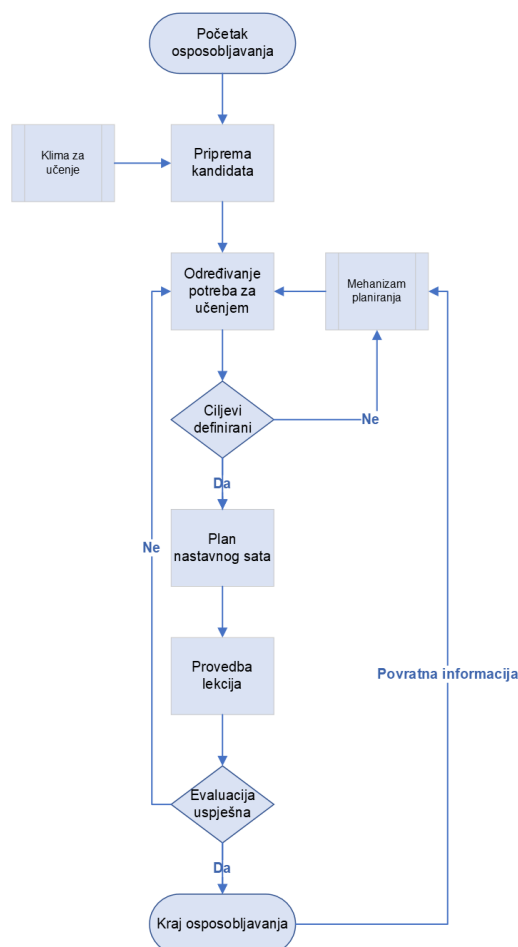 Početak
osposobljavanja
Klima za
učenje
Priprema
kandidata
Određivanje
potreba za
učenjem
Mehanizam
planiranja
Ciljevi
definirani
Ne
Da
Plan
nastavnog sata
Ne
Provedba
lekcija
Povratna informacija
Evaluacija
uspješna
Da
Kraj osposobljavanja